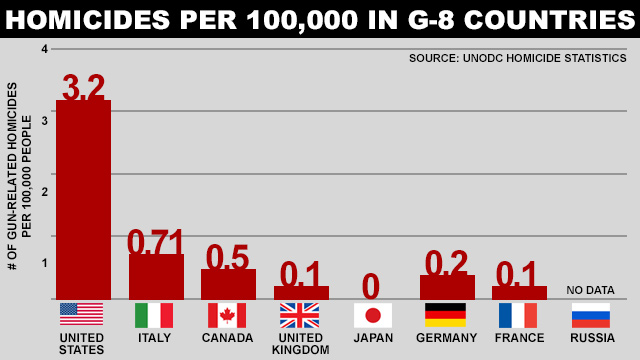 HOMICIDES PER 100,000 IN G-8 COUNTRIES
SOURCE: UNODC HOMICIDE STATISTICS
# OF GUN-RELATED HOMICIDES
PER 100,000 PEOPLE
4
3
2
1
3.2
0.71
0.5
0.1
0
0.2
0.1
NO DATA
UNITED
STATES
ITALY
CANADA
UNITED
KINGDOM
JAPAN
GERMANY
FRANCE
RUSSIA